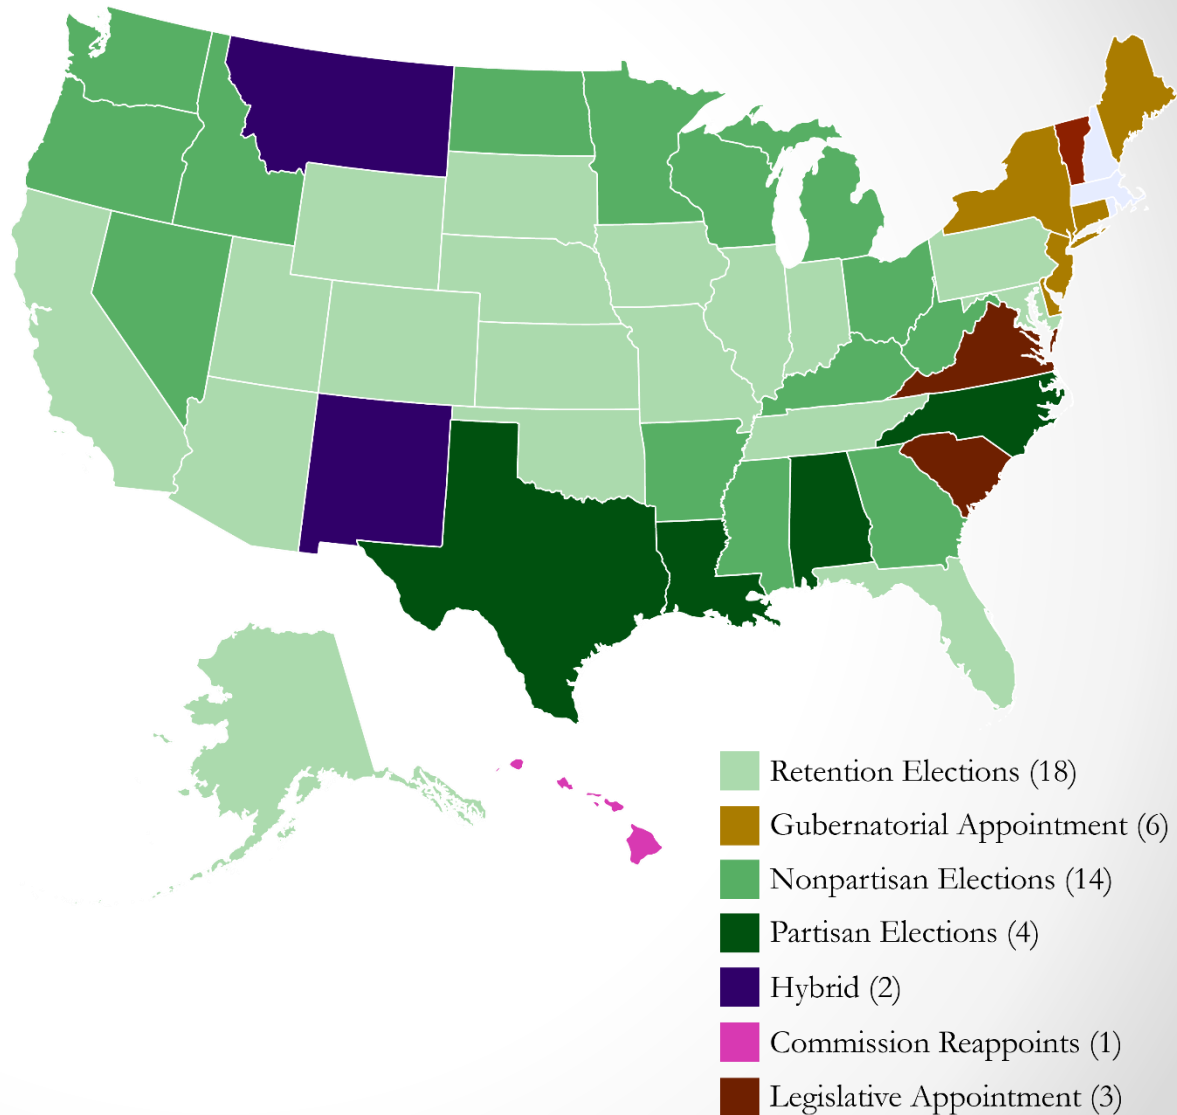 Retention Elections (18)
Gubernatorial Appointment (6)
Nonpartisan Elections (14)
Partisan Elections (4)
Hybrid (2)
Commission Reappoints (1)
Legislative Appointment (3)